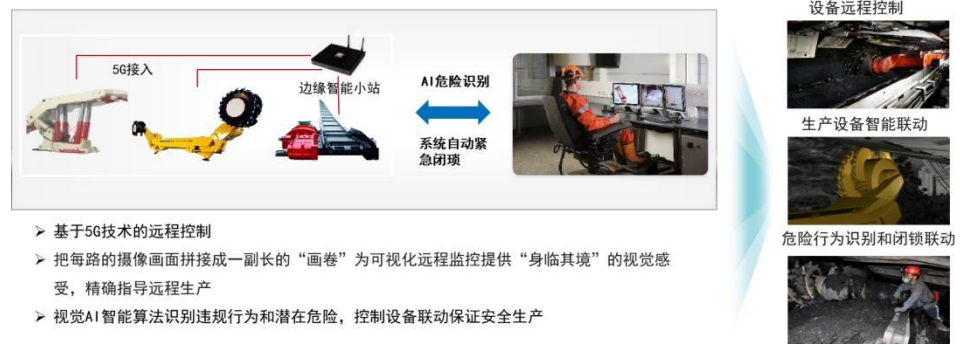 设备远程控制
5G接入
边缘智能小站
AI危险识别
系统自动紧
急闭琐
生产设备智能联动
危险行为识别和闭锁联动
➢ 基于5G技术的远程控制
➢ 把每路的摄像画面拼接成一副长的“画卷”为可视化远程监控提供“身临其境”的视觉感
受，精确指导远程生产
➢ 视觉AI智能算法识别违规行为和潜在危险，控制设备联动保证安全生产